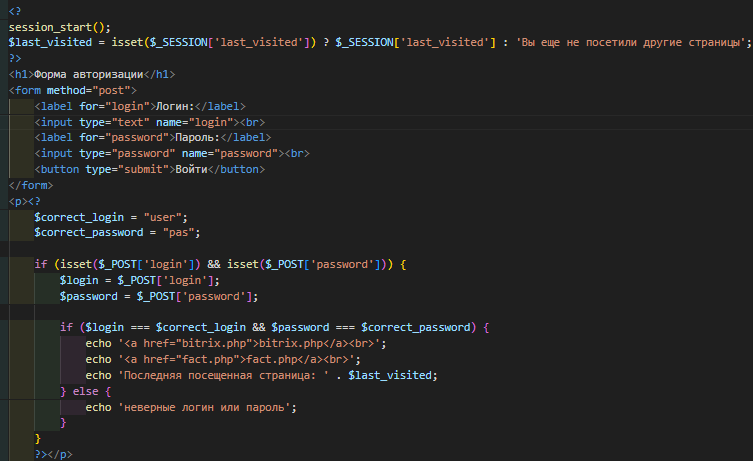 <?
session_start();
$last_visited = isset($_SESSION['last_visited']) ? $_SESSION['last_visited'] : 'Вы еще не посетили другие страницы';
?>
<h1>Форма авторизации</h1>
<form method="post">
    <label for="login">Логин:</label>
    <input type="text" name="login"><br>
    <label for="password">Пароль:</label>
    <input type="password" name="password"><br>
    <button type="submit">Войти</button>
</form>
<p><?
    $correct_login = "user";
    $correct_password = "pas";

    if (isset($_POST['login']) && isset($_POST['password'])) {
        $login = $_POST['login'];
        $password = $_POST['password'];

        if ($login === $correct_login && $password === $correct_password) {
            echo '<a href="bitrix.php">bitrix.php</a><br>';
            echo '<a href="fact.php">fact.php</a><br>';
            echo 'Последняя посещенная страница: ' . $last_visited;
        } else {
            echo 'неверные логин или пароль';
        }
    }
    ?></p>